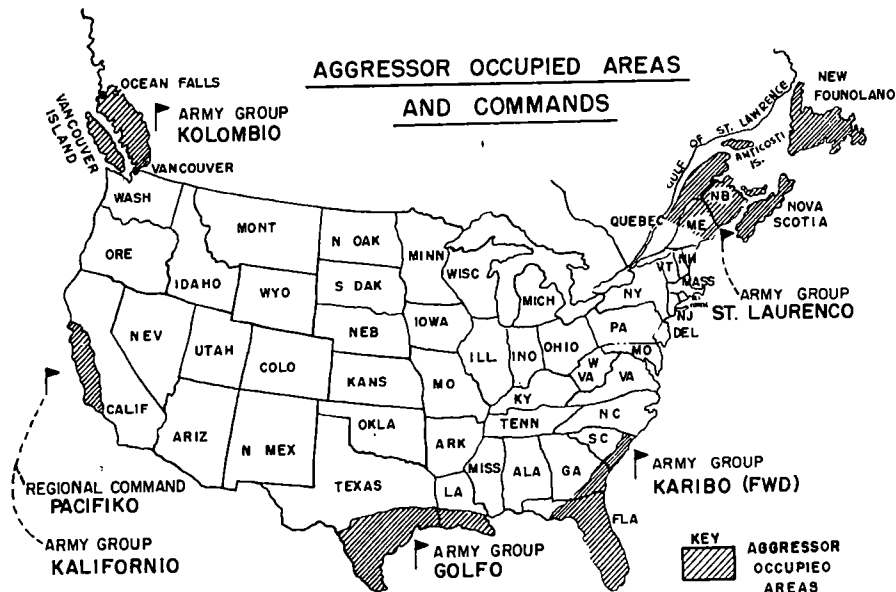 AGGRESSOR OCCUPIED AREAS
AND COMMANDS
OCEAN FALLS
VANCOUVER
ISLAND
ARMY GROUP
KOLOMBIO
VANCOUVER
NEW
FOUNOLANO
GULF OF ST. LAWRENCE
ANTICOSTI
IS.
NB
NOVA
SCOTIA
QUEBEC
ME
WASH
MONT
N OAK
MINN
ORE
IDAHO
WYO
S DAK
WISC
MICH
VT
NH
MASS
NY
ARMY GROUP
ST. LAURENCO
NJ
DEL
NEV
UTAH
COLO
NEB
IOWA
ILL
INO
OHIO
PA
MO
W
VA
VA
CALIF
KANS
MO
KY
NC
ARIZ
N MEX
OKLA
ARK
TENN
SC
TEXAS
LA
MISS
ALA
GA
FLA
ARMY GROUP
KARIBO (FWD)
REGIONAL COMMAND
PACIFIKO
ARMY GROUP
KALIFORNIO
ARMY GROUP
GOLFO
KEY
AGGRESSOR
OCCUPIED
AREAS